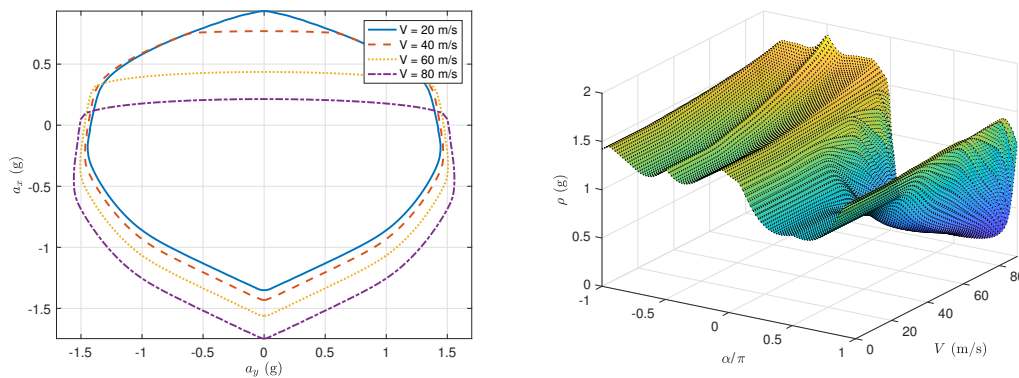 V = 20 m/s
V = 40 m/s
V = 60 m/s
V = 80 m/s
0.5
0
-0.5
-1
-1.5
a_x (g)
-1.5 -1 -0.5 0 0.5 1 1.5
a_y (g)
2
1.5
1
0.5
0
ρ (g)
-1 -0.5 0 0.5 1
α/π
0 20 40 60 80
V (m/s)